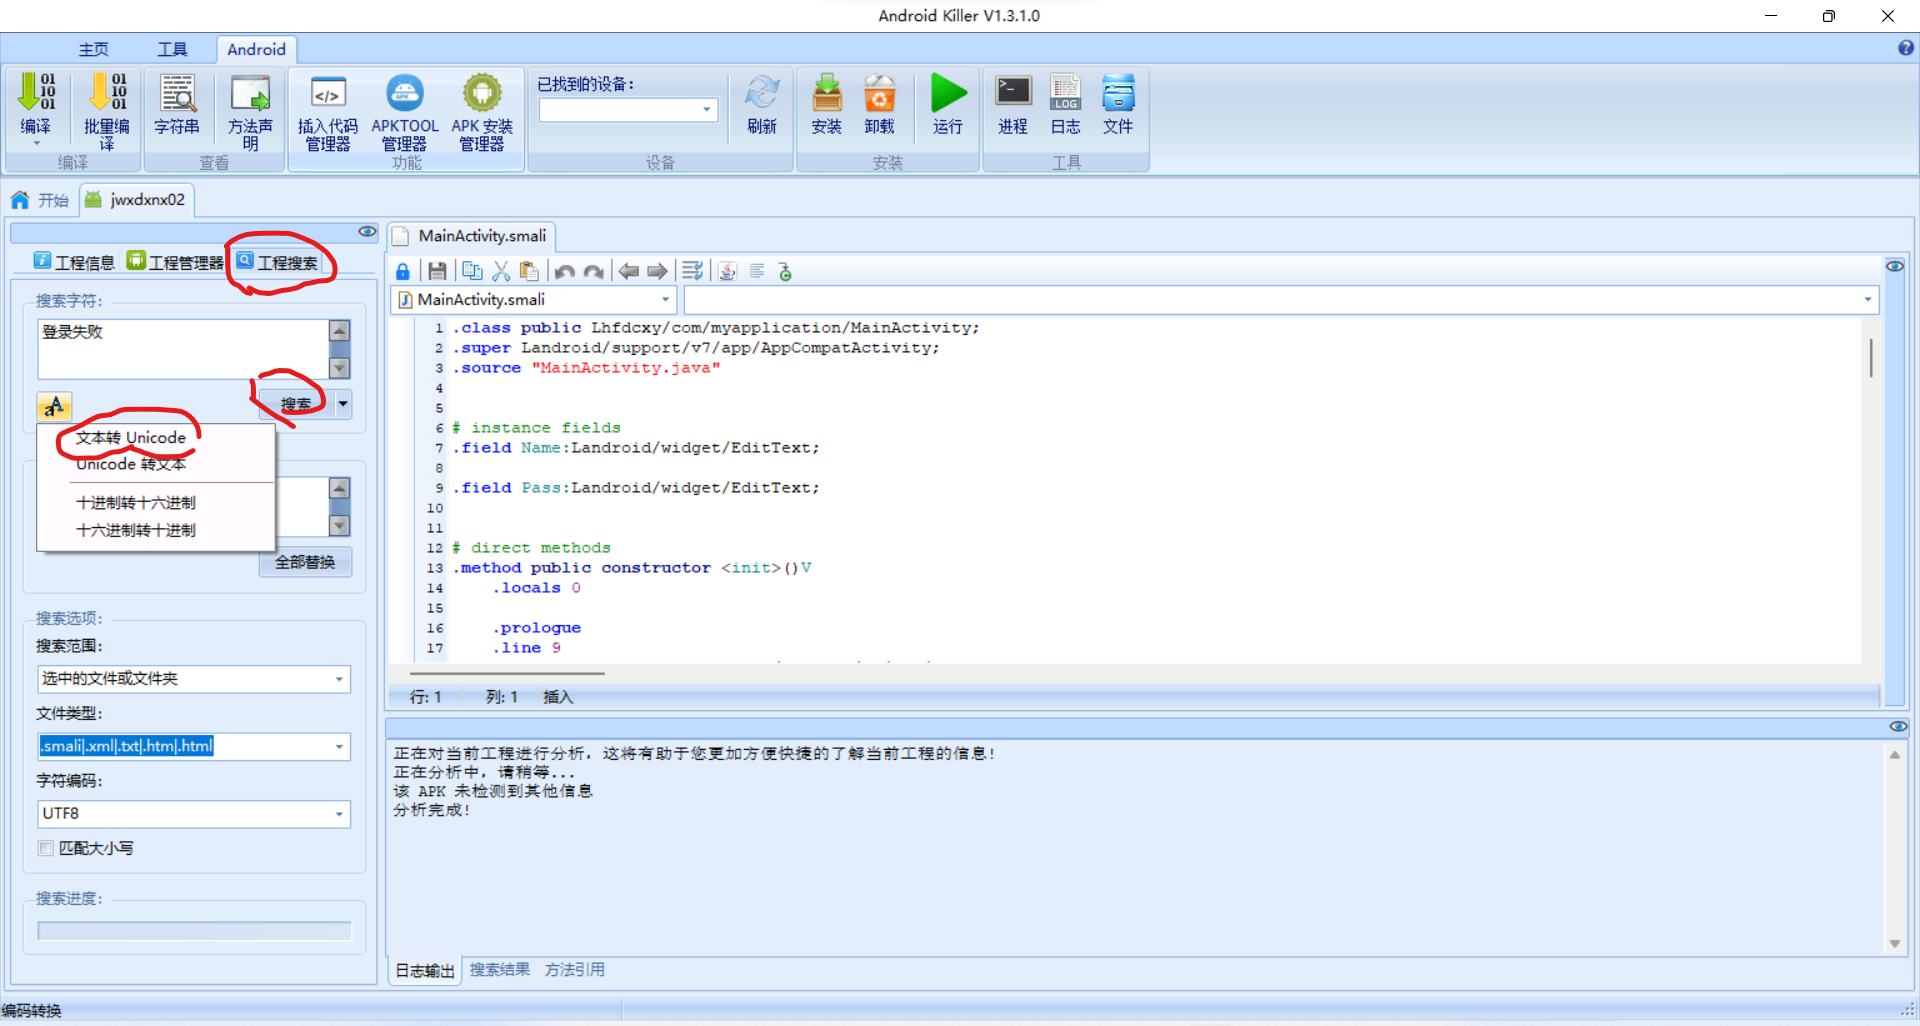 Android Killer V1.3.1.0
主页 工具 Android
编译
批量编译
字符串
方法声明
插入代码管理器
APKTOOL 管理器
APK 安装管理器
已找到的设备:
刷新
安装
卸载
运行
进程
日志
文件
编译 查看 功能 设备 安装 工具
开始 jwxdxnx02
工程信息 工程管理器 工程搜索
搜索字符:
登录失败
搜索
文本转 Unicode
Unicode 转文本
十进制转十六进制
十六进制转十进制
全部替换
搜索选项:
搜索范围:
选中的文件或文件夹
文件类型:
.smali|.xml|.txt|.htm|.html
字符编码:
UTF8
匹配大小写
搜索进度:
MainActivity.smali
MainActivity.smali
1 .class public Lhfdcxy/com/myapplication/MainActivity;
2 .super Landroid/support/v7/app/AppCompatActivity;
3 .source "MainActivity.java"
4
5
6 # instance fields
7 .field Name:Landroid/widget/EditText;
8
9 .field Pass:Landroid/widget/EditText;
10
11
12 # direct methods
13 .method public constructor <init>()V
14 .locals 0
15
16 .prologue
17 .line 9
行: 1 列: 1 插入
正在对当前工程进行分析，这将有助于您更加方便快捷的了解当前工程的信息!
正在分析中，请稍等...
该 APK 未检测到其他信息
分析完成!
日志输出 搜索结果 方法引用
编码转换